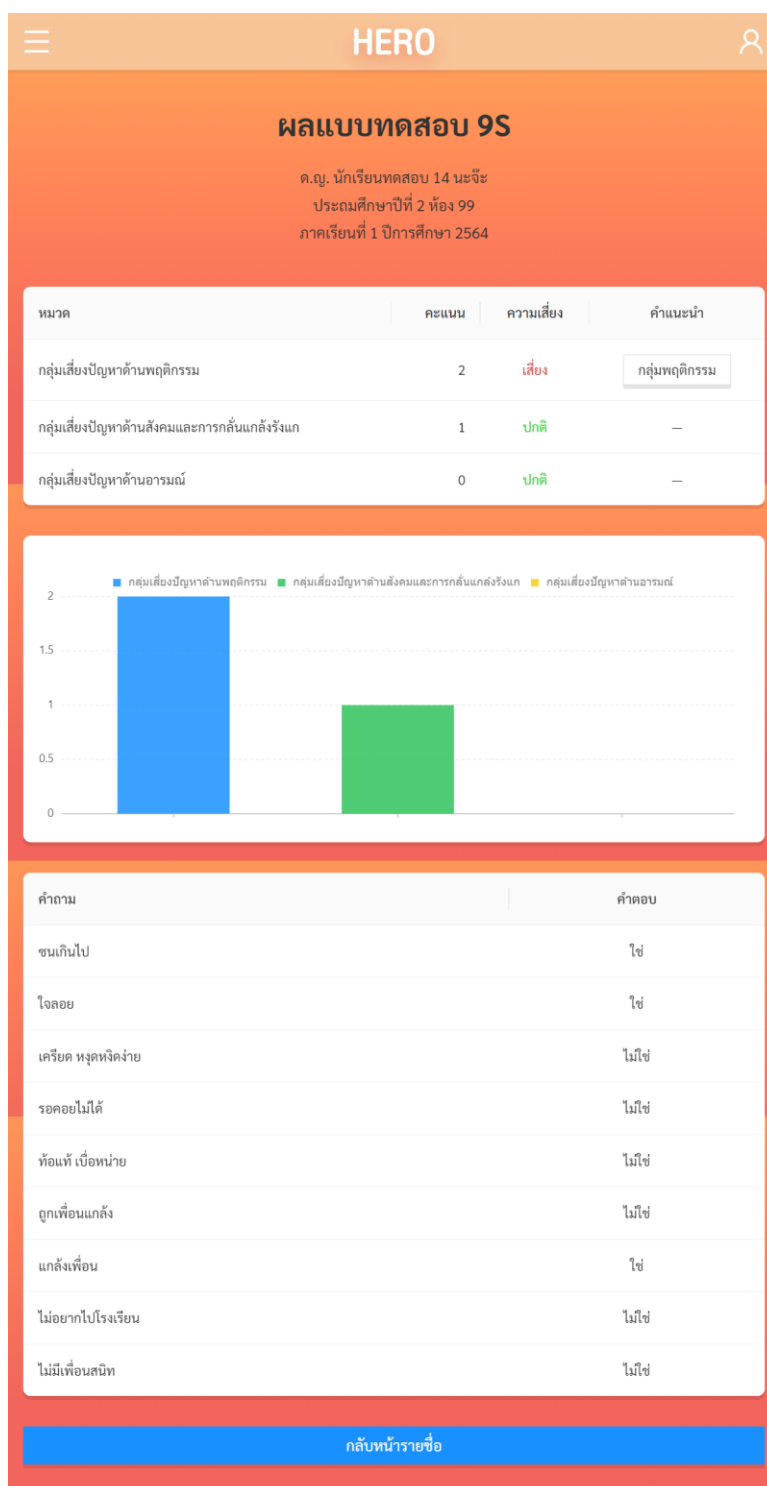 HERO
ผลแบบทดสอบ 9S
ด.ญ. นักเรียนทดสอบ 14 นะจ๊ะ
ประถมศึกษาปีที่ 2 ห้อง 99
ภาคเรียนที่ 1 ปีการศึกษา 2564
หมวด คะแนน ความเสี่ยง คำแนะนำ
กลุ่มเสี่ยงปัญหาด้านพฤติกรรม 2 เสี่ยง กลุ่มพฤติกรรม
กลุ่มเสี่ยงปัญหาด้านสังคมและการกลั่นแกล้งรังแก 1 ปกติ —
กลุ่มเสี่ยงปัญหาด้านอารมณ์ 0 ปกติ —
กลุ่มเสี่ยงปัญหาด้านพฤติกรรม กลุ่มเสี่ยงปัญหาด้านสังคมและการกลั่นแกล้งรังแก กลุ่มเสี่ยงปัญหาด้านอารมณ์
2
1.5
1
0.5
0
คำถาม คำตอบ
ซนเกินไป ใช่
ใจลอย ใช่
เครียด หงุดหงิดง่าย ไม่ใช่
รอคอยไม่ได้ ไม่ใช่
ท้อแท้ เบื่อหน่าย ไม่ใช่
ถูกเพื่อนแกล้ง ไม่ใช่
แกล้งเพื่อน ใช่
ไม่อยากไปโรงเรียน ไม่ใช่
ไม่มีเพื่อนสนิท ไม่ใช่
กลับหน้ารายชื่อ